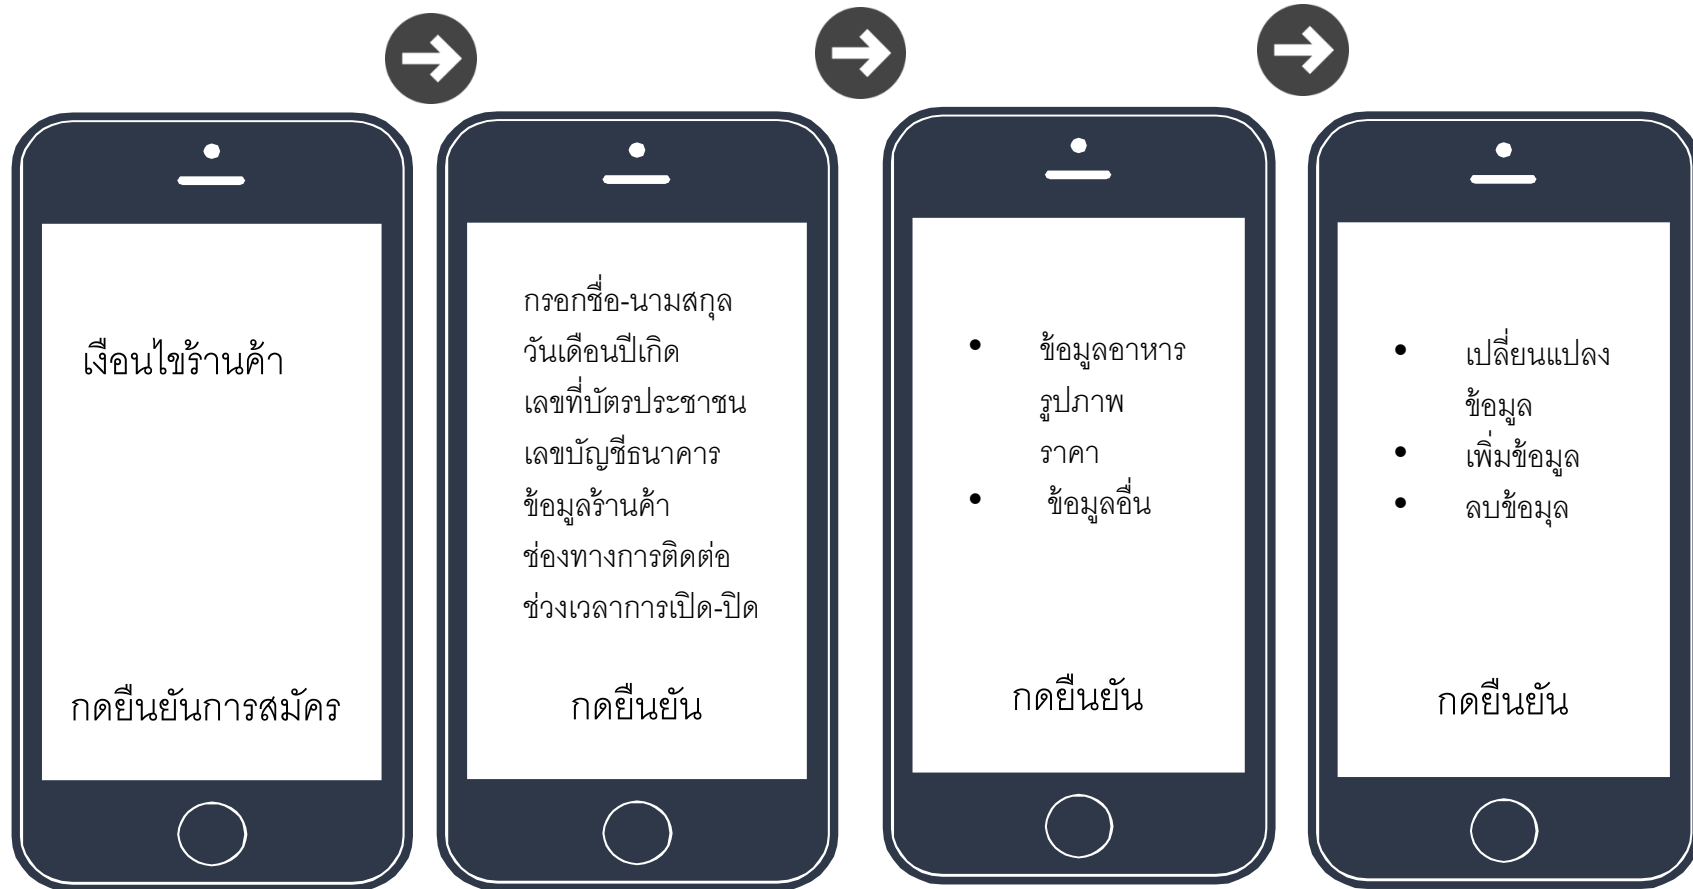 เงือนไขร้านค้า
กดยืนยันการสมัคร
กรอกชื่อ-นามสกุล
วันเดือนปีเกิด
เลขที่บัตรประชาชน
เลขบัญชีธนาคาร
ข้อมูลร้านค้า
ช่องทางการติดต่อ
ช่วงเวลาการเปิด-ปิด
กดยืนยัน
• ข้อมูลอาหาร
รูปภาพ
ราคา
• ข้อมูลอื่น
กดยืนยัน
• เปลี่ยนแปลง
ข้อมูล
• เพิ่มข้อมูล
• ลบข้อมุล
กดยืนยัน